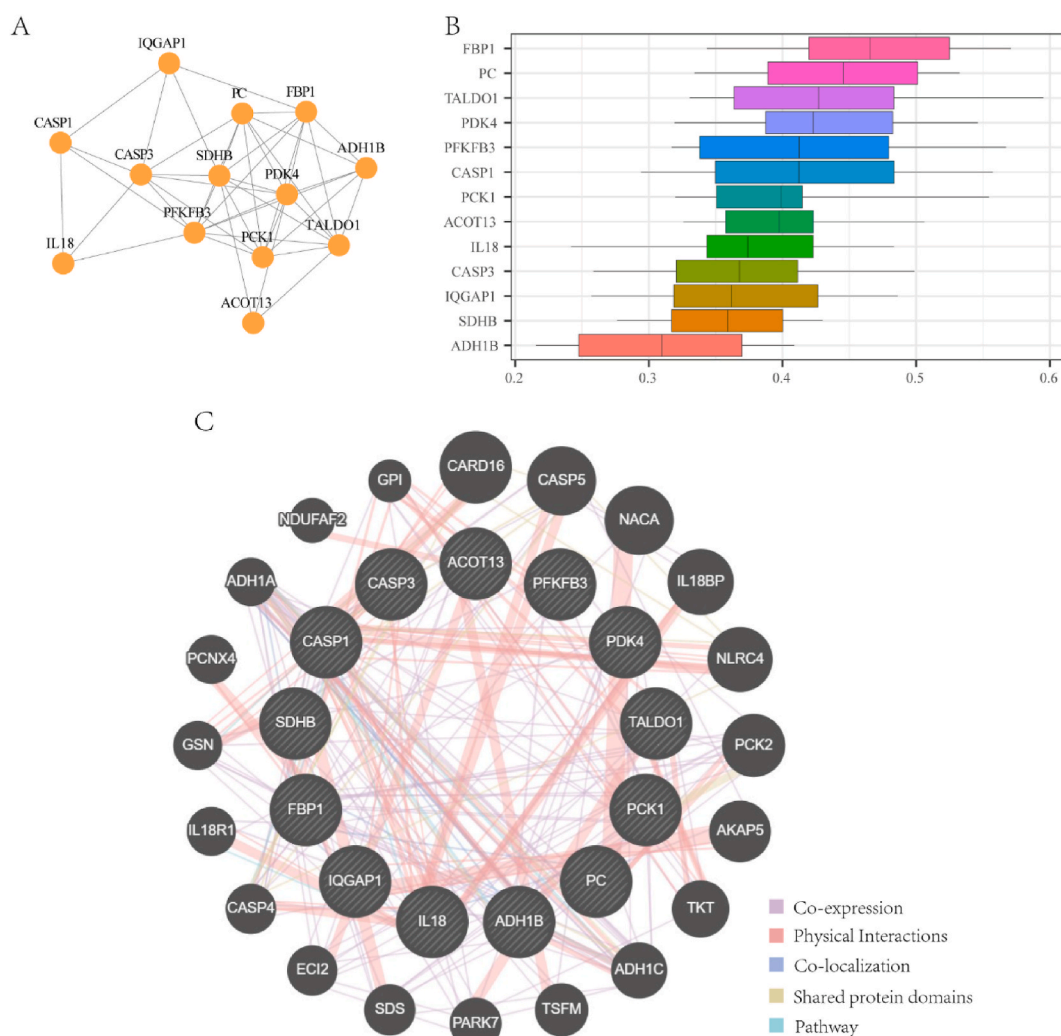 A
IQGAP1
PC
FBP1
CASP1
CASP3
SDHB
ADH1B
PDK4
PFKFB3
TALDO1
PCK1
IL18
ACOT13
B
FBP1
PC
TALDO1
PDK4
PFKFB3
CASP1
PCK1
ACOT13
IL18
CASP3
IQGAP1
SDHB
ADH1B
0.2 0.3 0.4 0.5 0.6
C
CARD16
GPI
CASP5
NDUFAF2
NACA
ACOT13
CASP3
PFKFB3
IL18BP
ADH1A
CASP1
PDK4
PCNX4
NLRC4
SDHB
TALDO1
GSN
PCK2
FBP1
PCK1
IL18R1
AKAP5
IQGAP1
PC
CASP4
TKT
IL18
ADH1B
ECI2
ADH1C
SDS
PARK7
TSFM
Co-expression
Physical Interactions
Co-localization
Shared protein domains
Pathway